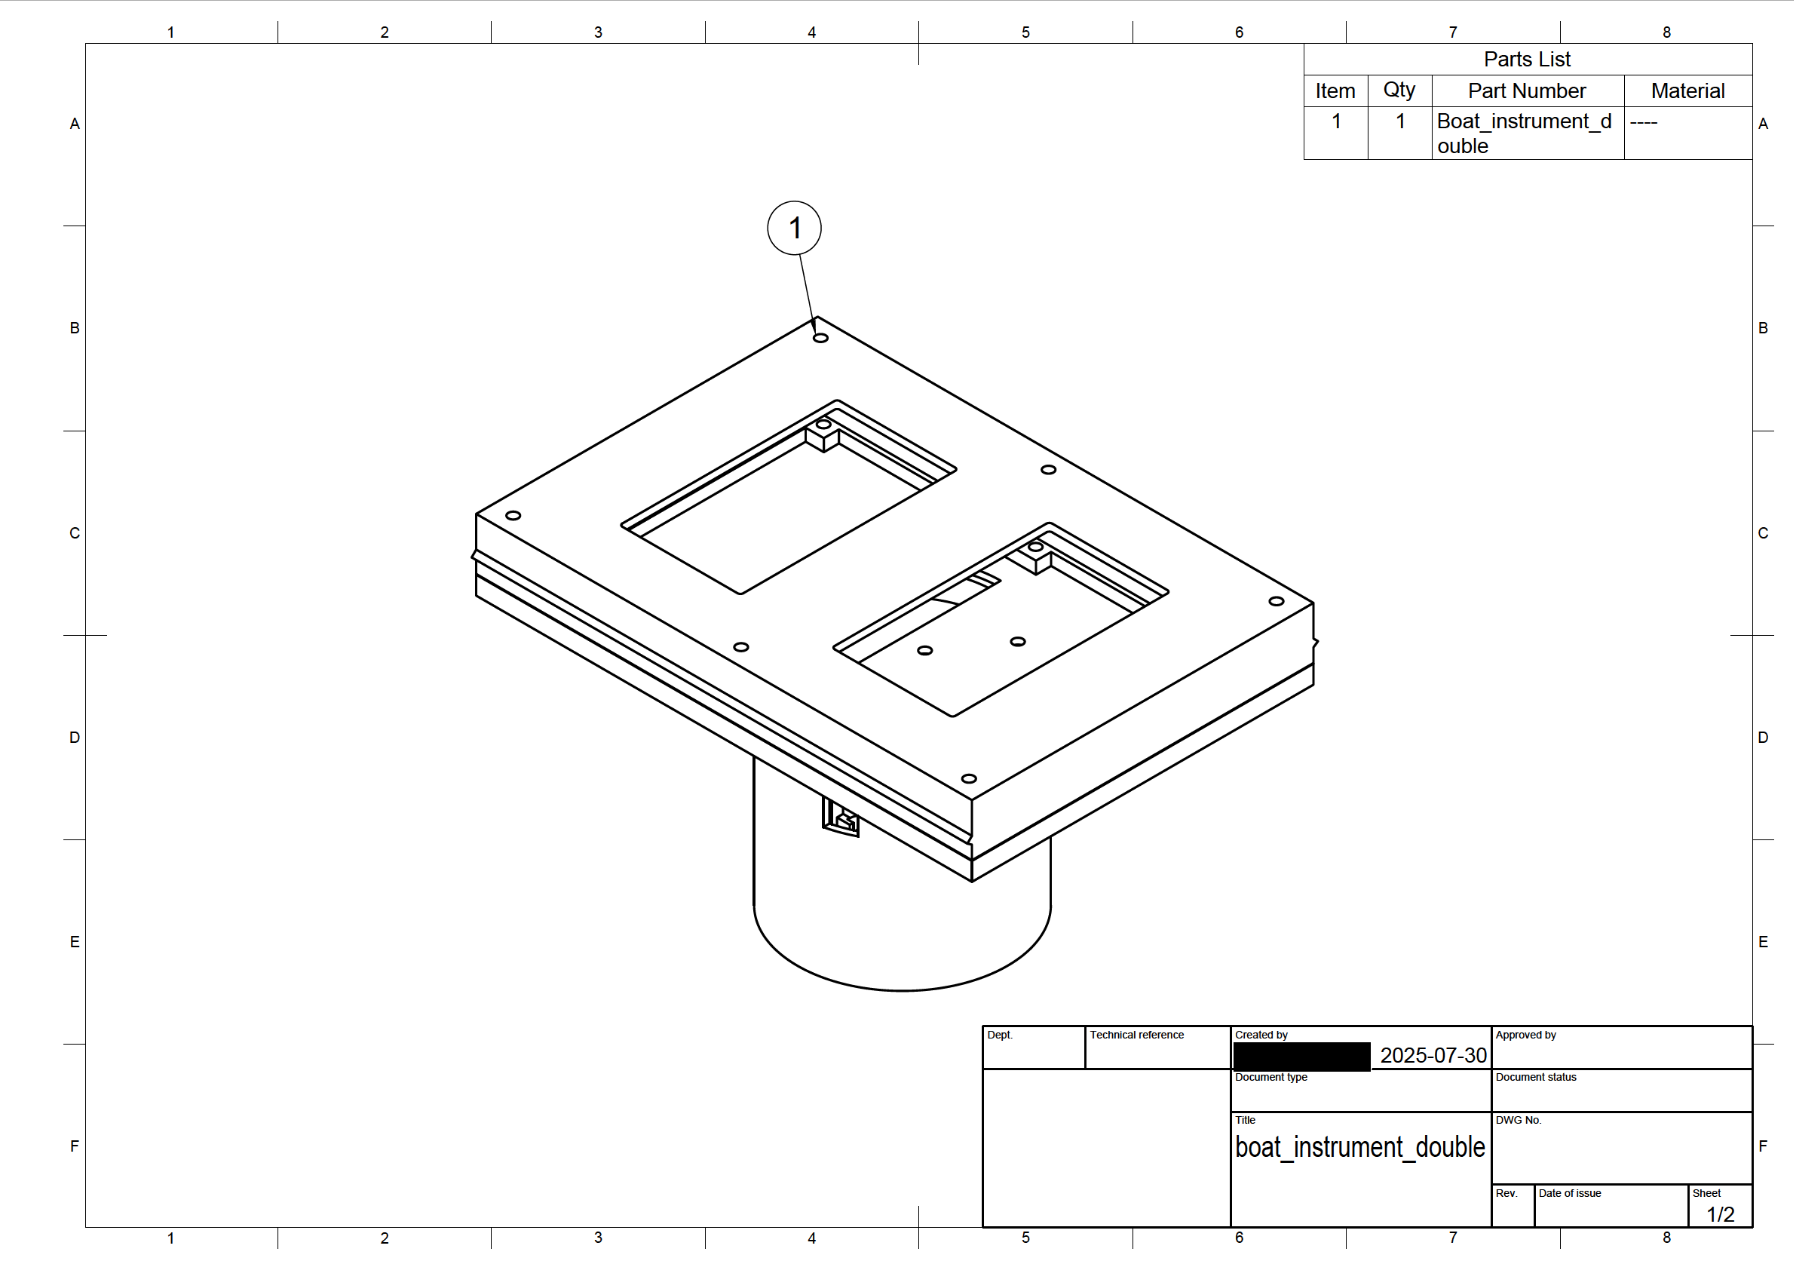 1 2 3 4 5 6 7 8
Parts List
Item Qty Part Number Material
1 1 Boat_instrument_d ----
ouble
A A
1
B B
C C
D D
E E
Dept. Technical reference Created by Approved by
2025-07-30
Document type Document status
Title DWG No.
boat_instrument_double
F F
Rev. Date of issue Sheet
1/2
1 2 3 4 5 6 7 8